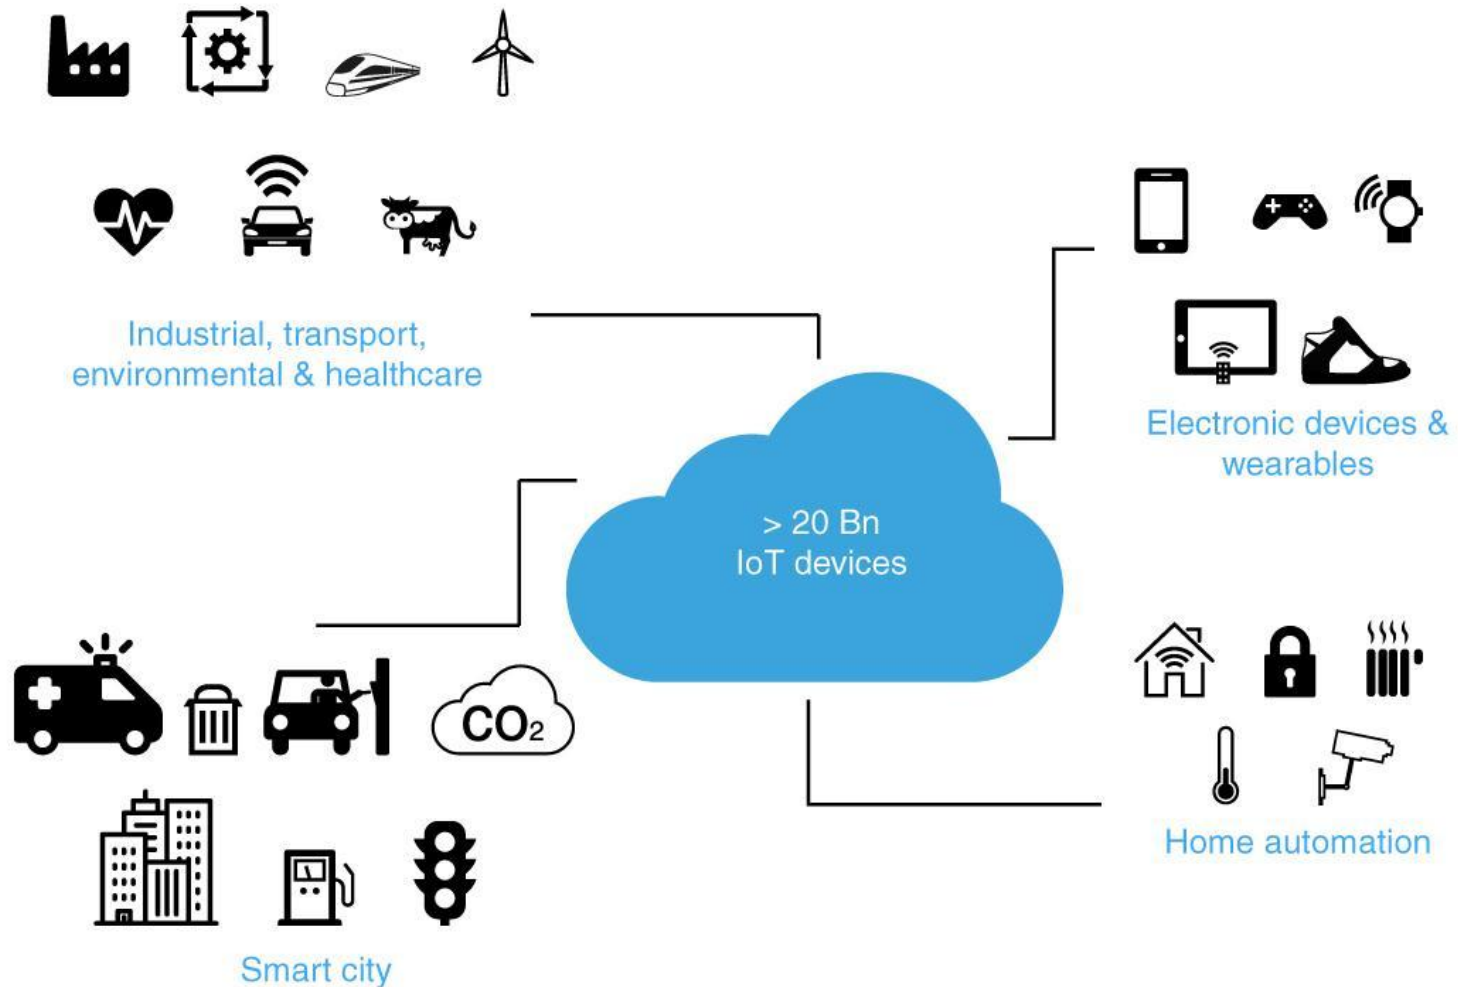 Industrial, transport,
environmental & healthcare
Electronic devices &
wearables
> 20 Bn
IoT devices
CO₂
Home automation
Smart city